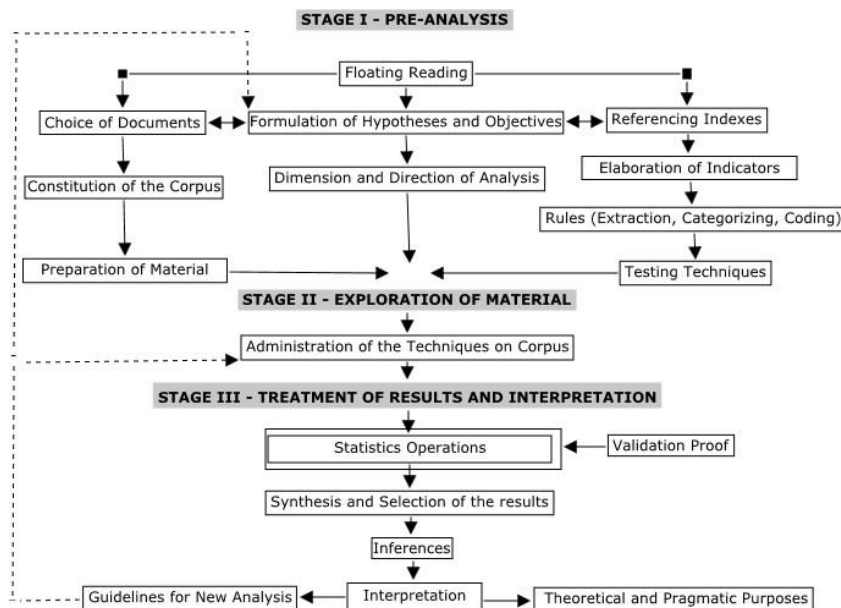 STAGE I - PRE-ANALYSIS
Floating Reading
Choice of Documents
Formulation of Hypotheses and Objectives
Referencing Indexes
Constitution of the Corpus
Dimension and Direction of Analysis
Elaboration of Indicators
Rules (Extraction, Categorizing, Coding)
Preparation of Material
Testing Techniques
STAGE II - EXPLORATION OF MATERIAL
Administration of the Techniques on Corpus
STAGE III - TREATMENT OF RESULTS AND INTERPRETATION
Statistics Operations
Validation Proof
Synthesis and Selection of the results
Inferences
Guidelines for New Analysis
Interpretation
Theoretical and Pragmatic Purposes